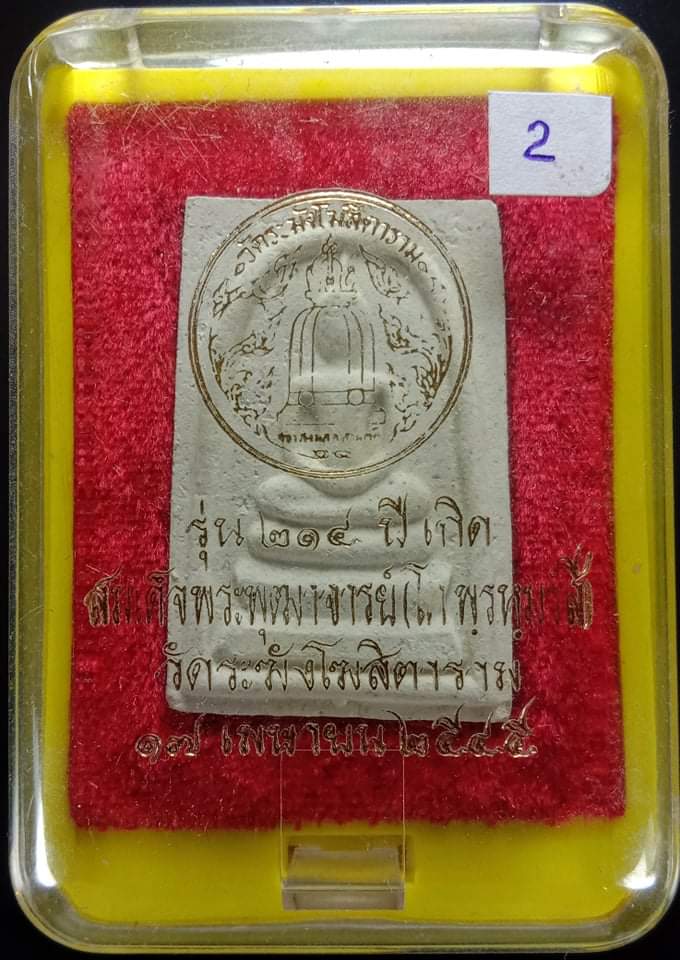 2
วัดระฆังโฆสิตาราม
รุ่น ๒๑๔ ปี เกิด
สมเด็จพระพุฒาจารย์(โต พฺรหฺมรํสี)
วัดระฆังโฆสิตาราม
๑๗ เมษายน ๒๕๔๕